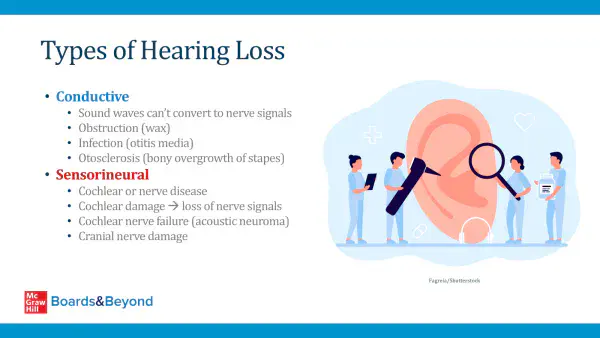 Types of Hearing Loss
• Conductive
• Sound waves can't convert to nerve signals
• Obstruction (wax)
• Infection (otitis media)
• Otosclerosis (bony overgrowth of stapes)
• Sensorineural
• Cochlear or nerve disease
• Cochlear damage → loss of nerve signals
• Cochlear nerve failure (acoustic neuroma)
• Cranial nerve damage
Fugreis/Shutterstock
Mc
Graw
Hill
Boards&Beyond